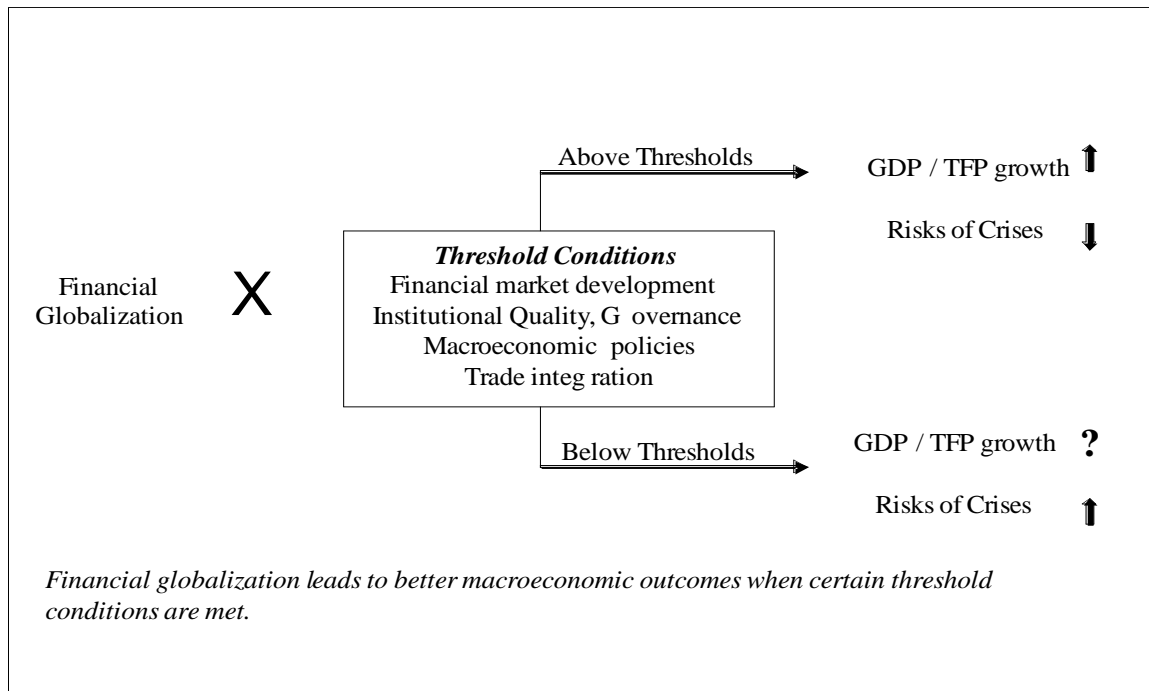 Above Thresholds
GDP / TFP growth
Risks of Crises
Financial
Globalization
X
Threshold Conditions
Financial market development
Institutional Quality, G overnance
Macroeconomic policies
Trade integ ration
Below Thresholds
GDP / TFP growth ?
Risks of Crises
Financial globalization leads to better macroeconomic outcomes when certain threshold
conditions are met.